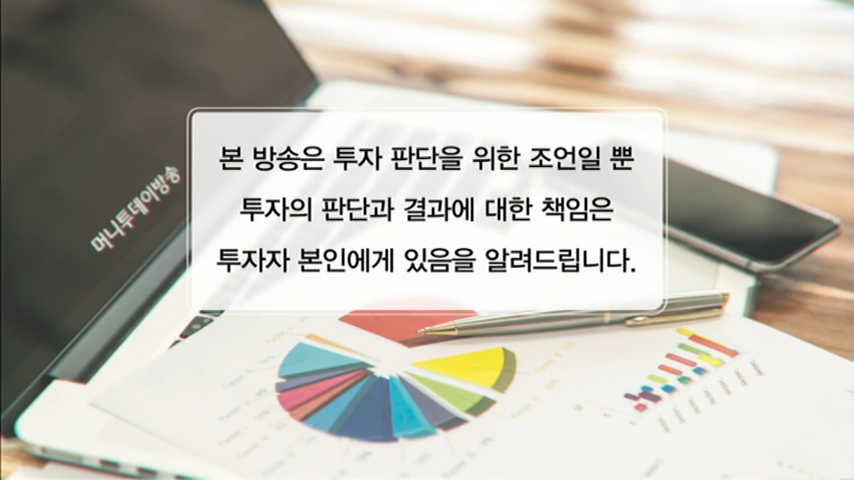 본 방송은 투자 판단을 위한 조언일 뿐
투자의 판단과 결과에 대한 책임은
투자자 본인에게 있음을 알려드립니다.
머니투데이방송